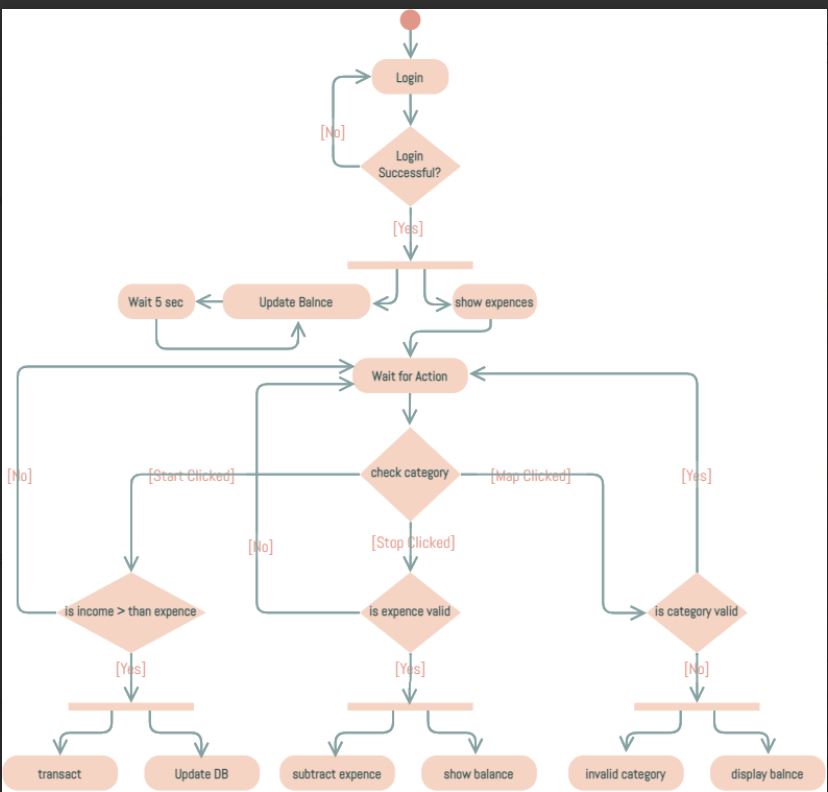 Login
[No]
Login
Successful?
[Yes]
Wait 5 sec
Update Balnce
show expences
Wait for Action
[No]
[Start Clicked]
check category
[Map Clicked]
[Yes]
[No]
[Stop Clicked]
is income > than expence
is expence valid
is category valid
[Yes]
[Yes]
[No]
transact
Update DB
subtract expence
show balance
invalid category
display balnce